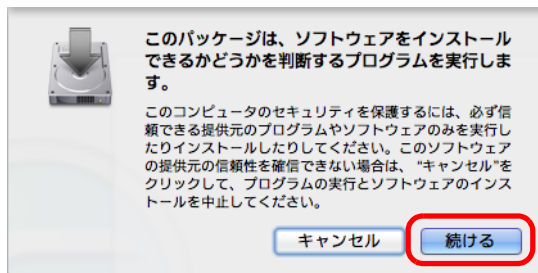 このパッケージは、ソフトウェアをインストール
できるかどうかを判断するプログラムを実行しま
す。
このコンピュータのセキュリティを保護するには、必ず信
頼できる提供元のプログラムやソフトウェアのみを実行し
たりインストールしたりしてください。このソフトウェア
の提供元の信頼性を確信できない場合は、 “キャンセル”を
クリックして、プログラムの実行とソフトウェアのインス
トールを中止してください。
キャンセル 続ける